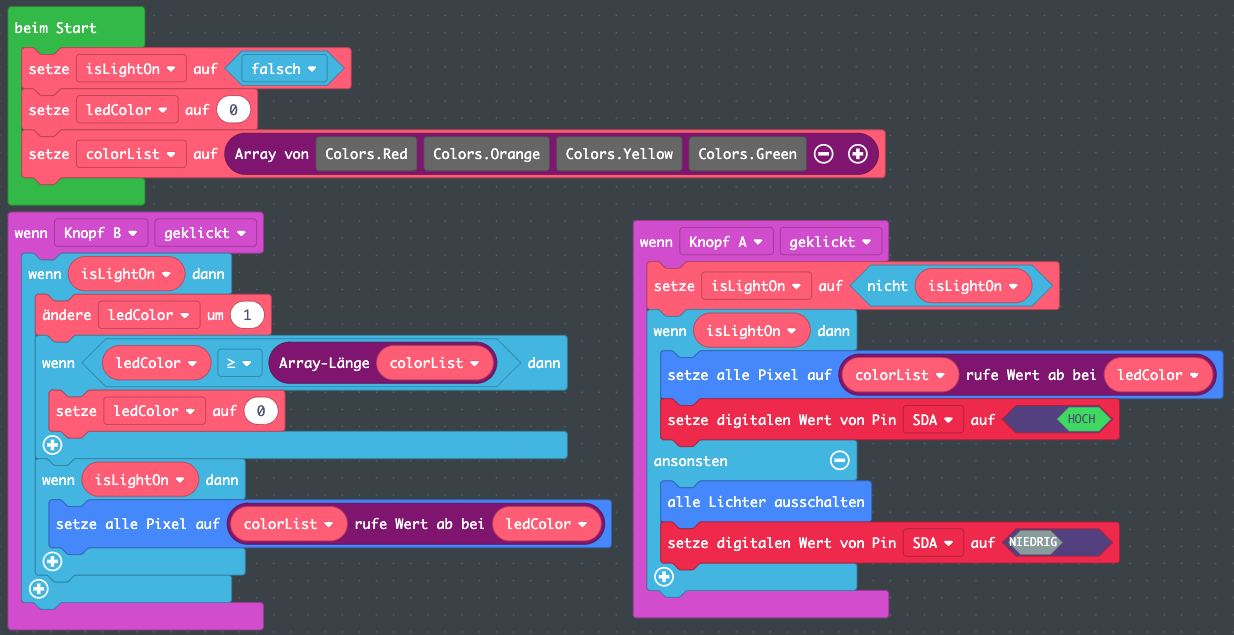 beim Start
setze isLightOn auf falsch
setze ledColor auf 0
setze colorList auf Array von Colors.Red Colors.Orange Colors.Yellow Colors.Green
wenn Knopf B geklickt
wenn isLightOn dann
ändere ledColor um 1
wenn ledColor ≥ Array-Länge colorList dann
setze ledColor auf 0
wenn isLightOn dann
setze alle Pixel auf colorList rufe Wert ab bei ledColor
wenn Knopf A geklickt
setze isLightOn auf nicht isLightOn
wenn isLightOn dann
setze alle Pixel auf colorList rufe Wert ab bei ledColor
setze digitalen Wert von Pin SDA auf HOCH
ansonsten
alle Lichter ausschalten
setze digitalen Wert von Pin SDA auf NIEDRIG